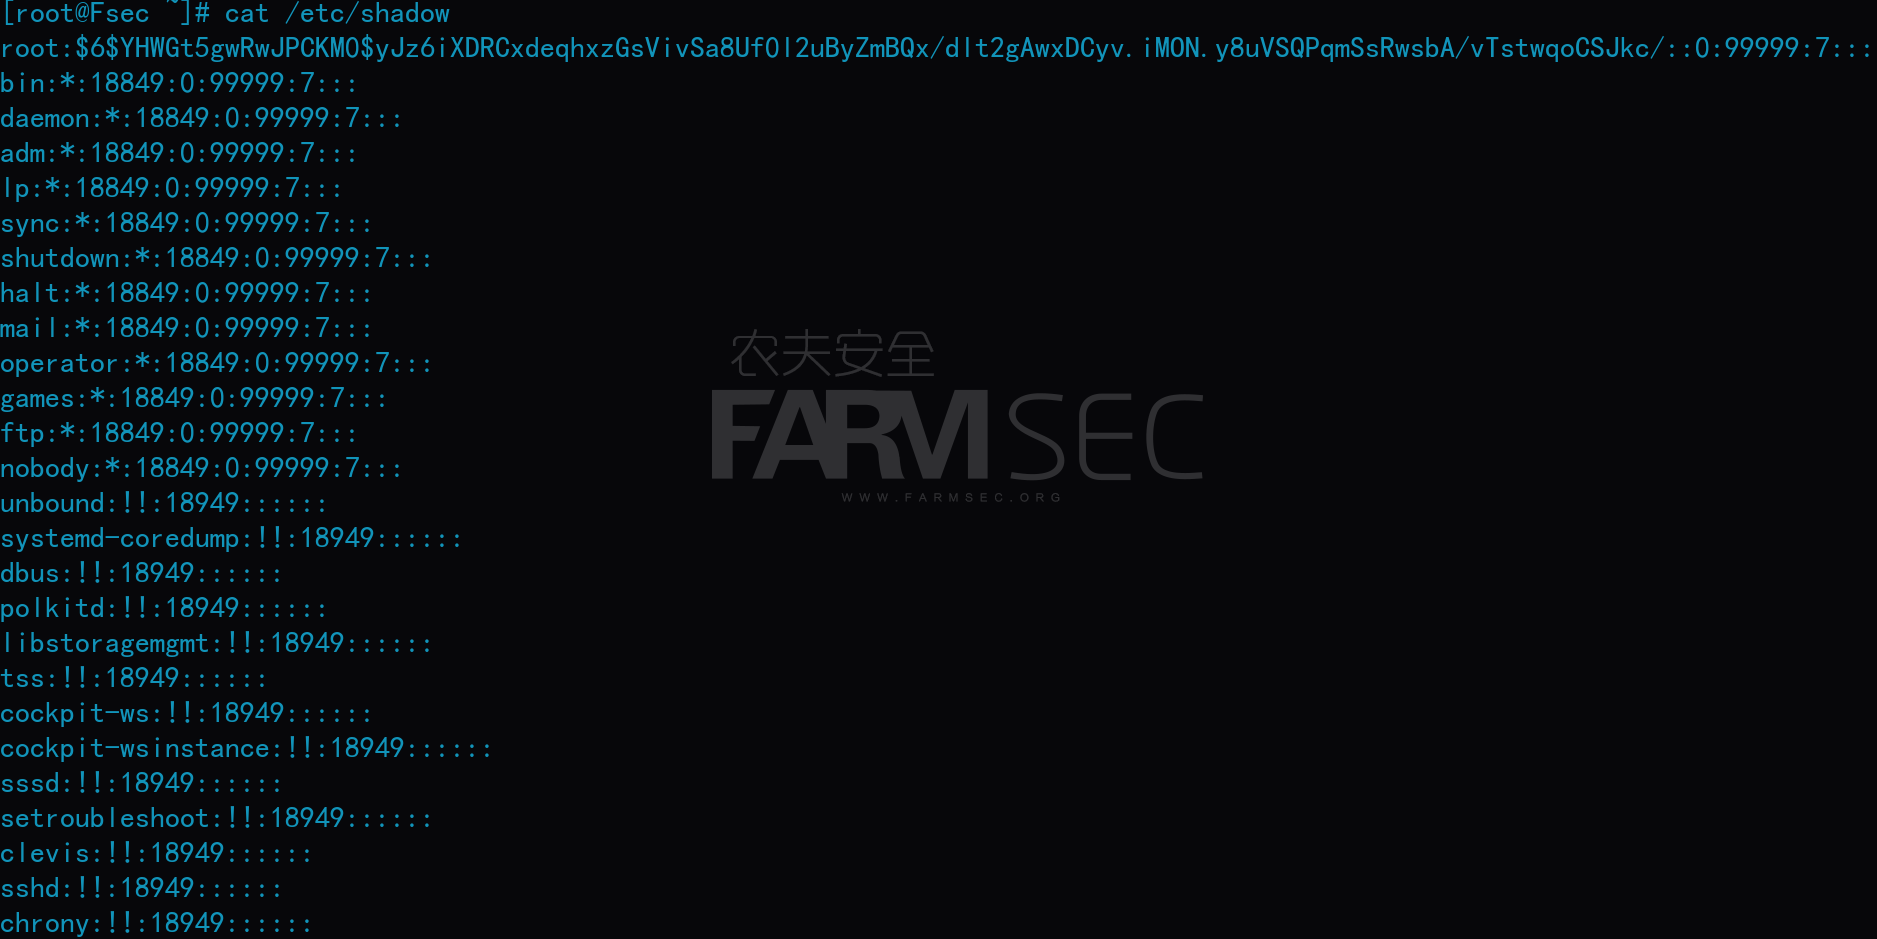 [root@Fsec ~]# cat /etc/shadow
root:$6$YHWGt5gwRwJPCKMO$yJz6iXDRCxdeqhxzGsVivSa8UfOl2uByZmBQx/dlt2gAwxDCyv.iMON.y8uVSQPqmSsRwsbA/vTstwqoCSJkc/::0:99999:7:::
bin:*:18849:0:99999:7:::
daemon:*:18849:0:99999:7:::
adm:*:18849:0:99999:7:::
lp:*:18849:0:99999:7:::
sync:*:18849:0:99999:7:::
shutdown:*:18849:0:99999:7:::
halt:*:18849:0:99999:7:::
mail:*:18849:0:99999:7:::
operator:*:18849:0:99999:7:::
games:*:18849:0:99999:7:::
ftp:*:18849:0:99999:7:::
nobody:*:18849:0:99999:7:::
unbound:!!:18949::::::
systemd-coredump:!!:18949::::::
dbus:!!:18949::::::
polkitd:!!:18949::::::
libstoragemgmt:!!:18949::::::
tss:!!:18949::::::
cockpit-ws:!!:18949::::::
cockpit-wsinstance:!!:18949::::::
sssd:!!:18949::::::
setroubleshoot:!!:18949::::::
clevis:!!:18949::::::
sshd:!!:18949::::::
chrony:!!:18949::::::
农夫安全
FARMSEC
WWW.FARMSEC.ORG